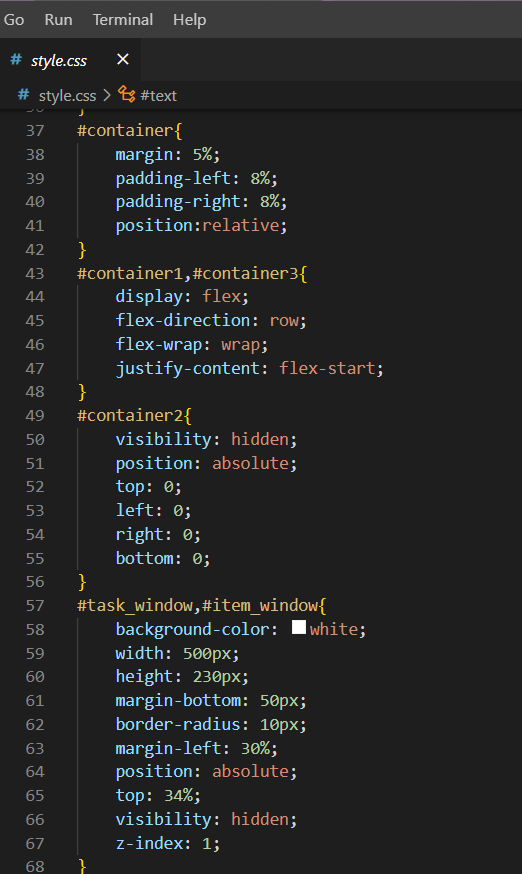 Go Run Terminal Help
# style.css ×
# style.css > #text
36 }
37 #container{
38 margin: 5%;
39 padding-left: 8%;
40 padding-right: 8%;
41 position:relative;
42 }
43 #container1,#container3{
44 display: flex;
45 flex-direction: row;
46 flex-wrap: wrap;
47 justify-content: flex-start;
48 }
49 #container2{
50 visibility: hidden;
51 position: absolute;
52 top: 0;
53 left: 0;
54 right: 0;
55 bottom: 0;
56 }
57 #task_window,#item_window{
58 background-color: white;
59 width: 500px;
60 height: 230px;
61 margin-bottom: 50px;
62 border-radius: 10px;
63 margin-left: 30%;
64 position: absolute;
65 top: 34%;
66 visibility: hidden;
67 z-index: 1;
68 }